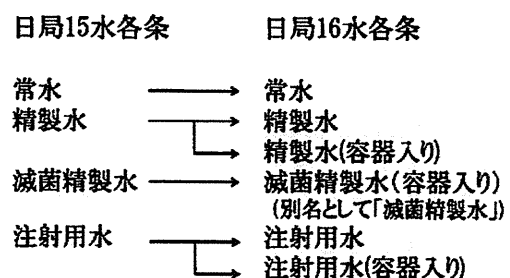 日局15水各条 日局16水各条
常水 常水
精製水 精製水
精製水(容器入り)
滅菌精製水 滅菌精製水(容器入り)
(別名として「滅菌精製水」)
注射用水 注射用水
注射用水(容器入り)